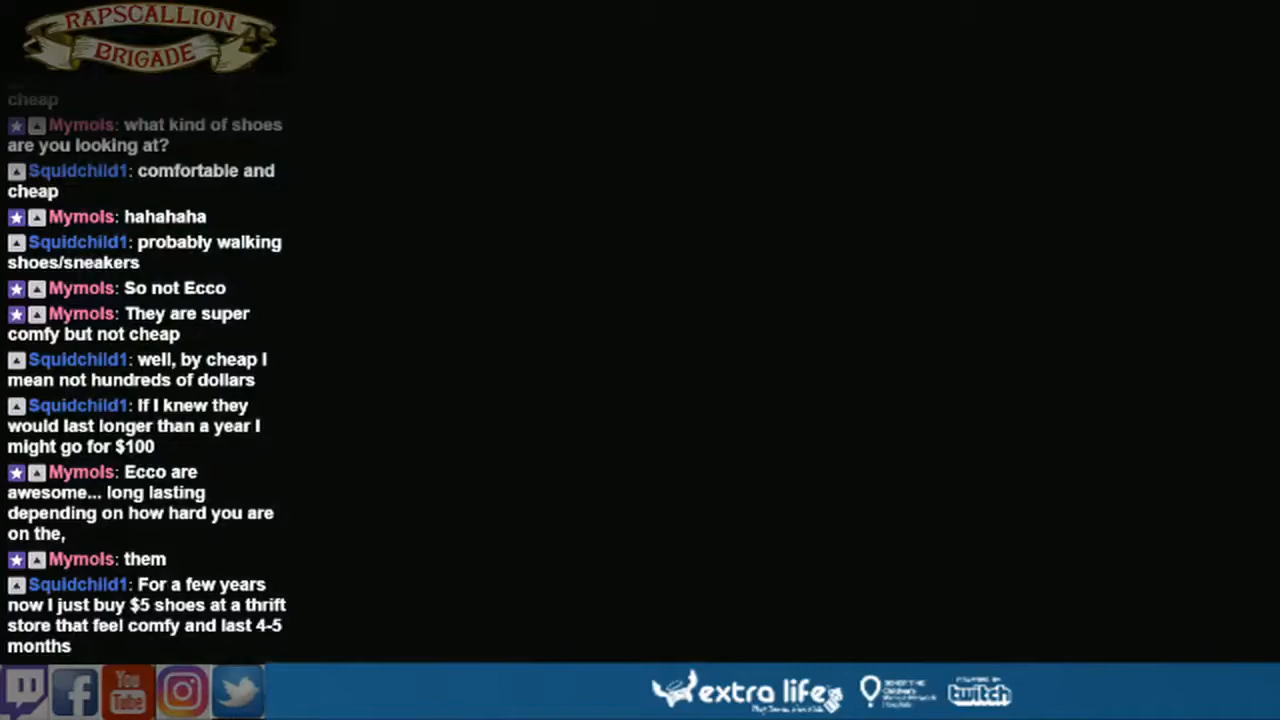 RAPSCALLION
BRIGADE
cheap
Mymols: what kind of shoes
are you looking at?
Squidchild1: comfortable and
cheap
Mymols: hahahaha
Squidchild1: probably walking
shoes/sneakers
Mymols: So not Ecco
Mymols: They are super
comfy but not cheap
Squidchild1: well, by cheap I
mean not hundreds of dollars
Squidchild1: If I knew they
would last longer than a year I
might go for $100
Mymols: Ecco are
awesome... long lasting
depending on how hard you are
on the,
Mymols: them
Squidchild1: For a few years
now I just buy $5 shoes at a thrift
store that feel comfy and last 4-5
months
You
Tube
extra life
twitch